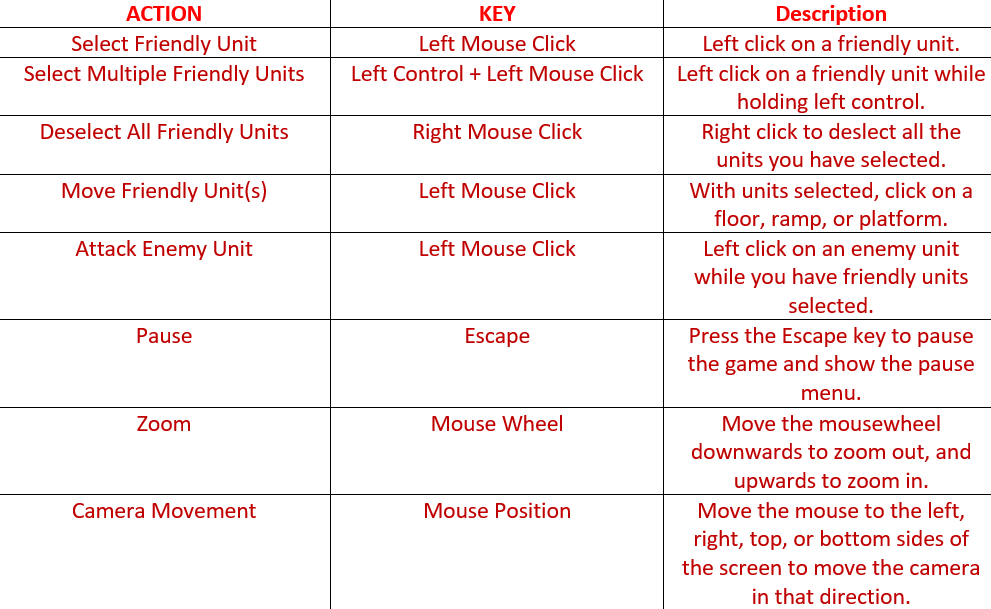 ACTION KEY Description
Select Friendly Unit Left Mouse Click Left click on a friendly unit.
Select Multiple Friendly Units Left Control + Left Mouse Click Left click on a friendly unit while
holding left control.
Deselect All Friendly Units Right Mouse Click Right click to deslect all the
units you have selected.
Move Friendly Unit(s) Left Mouse Click With units selected, click on a
floor, ramp, or platform.
Attack Enemy Unit Left Mouse Click Left click on an enemy unit
while you have friendly units
selected.
Pause Escape Press the Escape key to pause
the game and show the pause
menu.
Zoom Mouse Wheel Move the mousewheel
downwards to zoom out, and
upwards to zoom in.
Camera Movement Mouse Position Move the mouse to the left,
right, top, or bottom sides of
the screen to move the camera
in that direction.